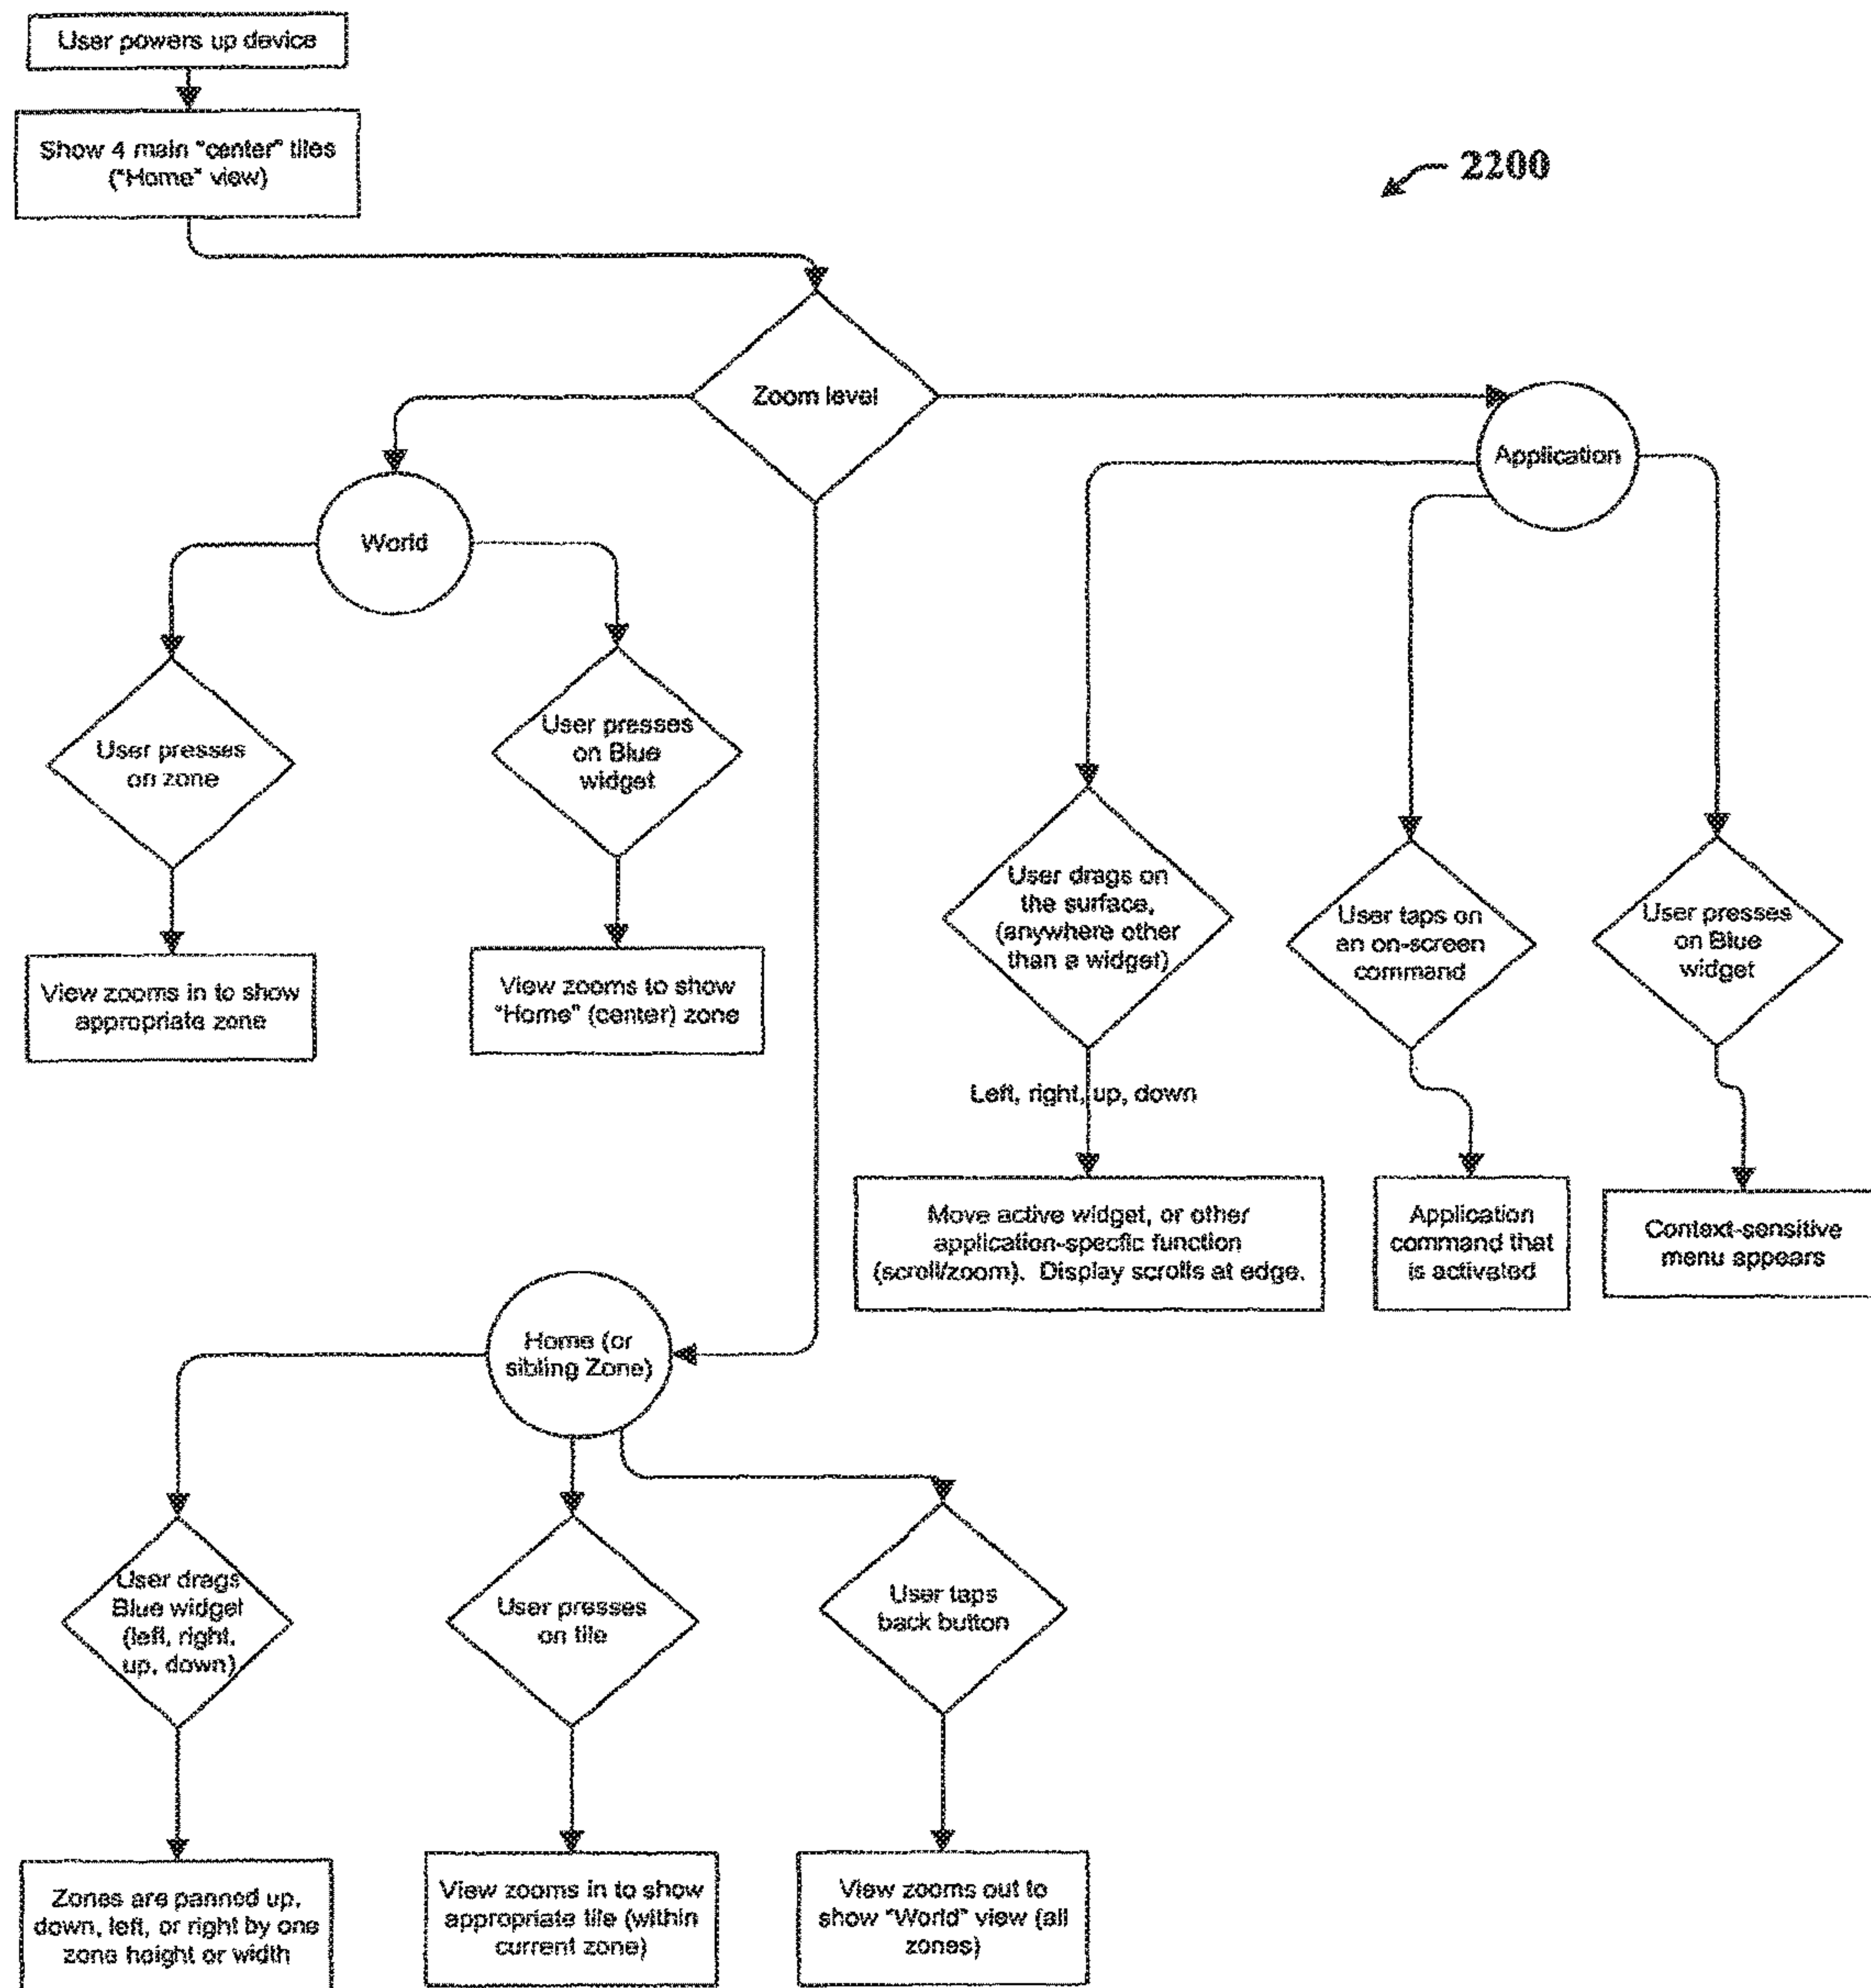 User powers up device
Show 4 main "center" tiles
("Home" view)
2200
Zoom level
Application
World
User presses
on zone
User presses
on Blue
widget
User drags on
the surface,
(anywhere other
than a widget)
User taps on
an on-screen
command
User presses
on Blue
widget
View zooms in to show
appropriate zone
View zooms to show
"Home" (center) zone
Left, right, up, down
Move active widget, or other
application-specfic function
(scroll/zoom). Display scrolls at edge.
Application
command that
is activated
Context-sensitive
menu appears
Home (or
sibling Zone)
User drags
Blue widget
(left, right,
up, down)
User presses
on tile
User taps
back button
Zones are panned up,
down, left, or right by one
zone height or width
View zooms in to show
appropriate tile (within
current zone)
View zooms out to
show "World" view (all
zones)